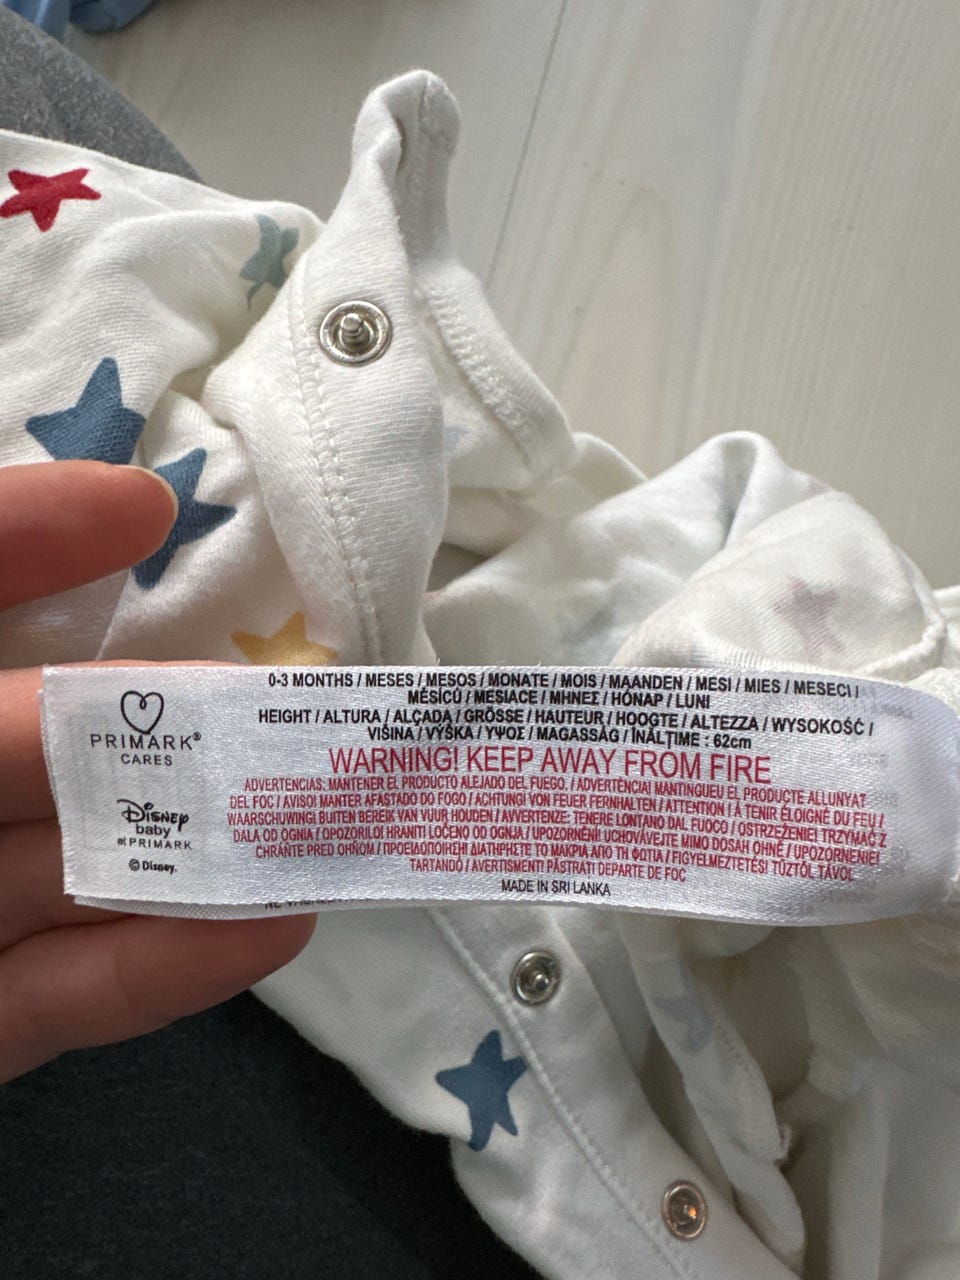 PRIMARK®
CARES
Disney
baby
at PRIMARK
© Disney.
0-3 MONTHS / MESES / MESOS / MONATE / MOIS / MAANDEN / MESI / MIES / MESECI /
MĚSÍCŮ / MESIACE / ΜΗΝΕΣ / HÓNAP / LUNI
HEIGHT / ALTURA / ALÇADA / GRÖSSE / HAUTEUR / HOOGTE / ALTEZZA / WYSOKOŚĆ /
VIŠINA / VÝŠKA / ΥΨΟΣ / MAGASSÁG / ÎNĂLȚIME : 62cm
WARNING! KEEP AWAY FROM FIRE
ADVERTENCIAS: MANTENER EL PRODUCTO ALEJADO DEL FUEGO. / ADVERTÈNCIA! MANTINGUEU EL PRODUCTE ALLUNYAT
DEL FOC / AVISO! MANTER AFASTADO DO FOGO / ACHTUNG! VON FEUER FERNHALTEN / ATTENTION ! À TENIR ÉLOIGNÉ DU FEU /
WAARSCHUWING! BUITEN BEREIK VAN VUUR HOUDEN / AVVERTENZE: TENERE LONTANO DAL FUOCO / OSTRZEŻENIE! TRZYMAĆ Z
DALA OD OGNIA / OPOZORILO! HRANITI LOČENO OD OGNJA / UPOZORNĚNÍ! UCHOVÁVEJTE MIMO DOSAH OHNĚ / UPOZORNENIE!
CHRÁŇTE PRED OHŇOM / ΠΡΟΕΙΔΟΠΟΙΗΣΗ! ΔΙΑΤΗΡΗΣΤΕ ΤΟ ΜΑΚΡΙΑ ΑΠΟ ΤΗ ΦΩΤΙΑ / FIGYELMEZTETÉS! TŰZTŐL TÁVOL
TARTANDÓ / AVERTISMENT! PĂSTRAȚI DEPARTE DE FOC
MADE IN SRI LANKA